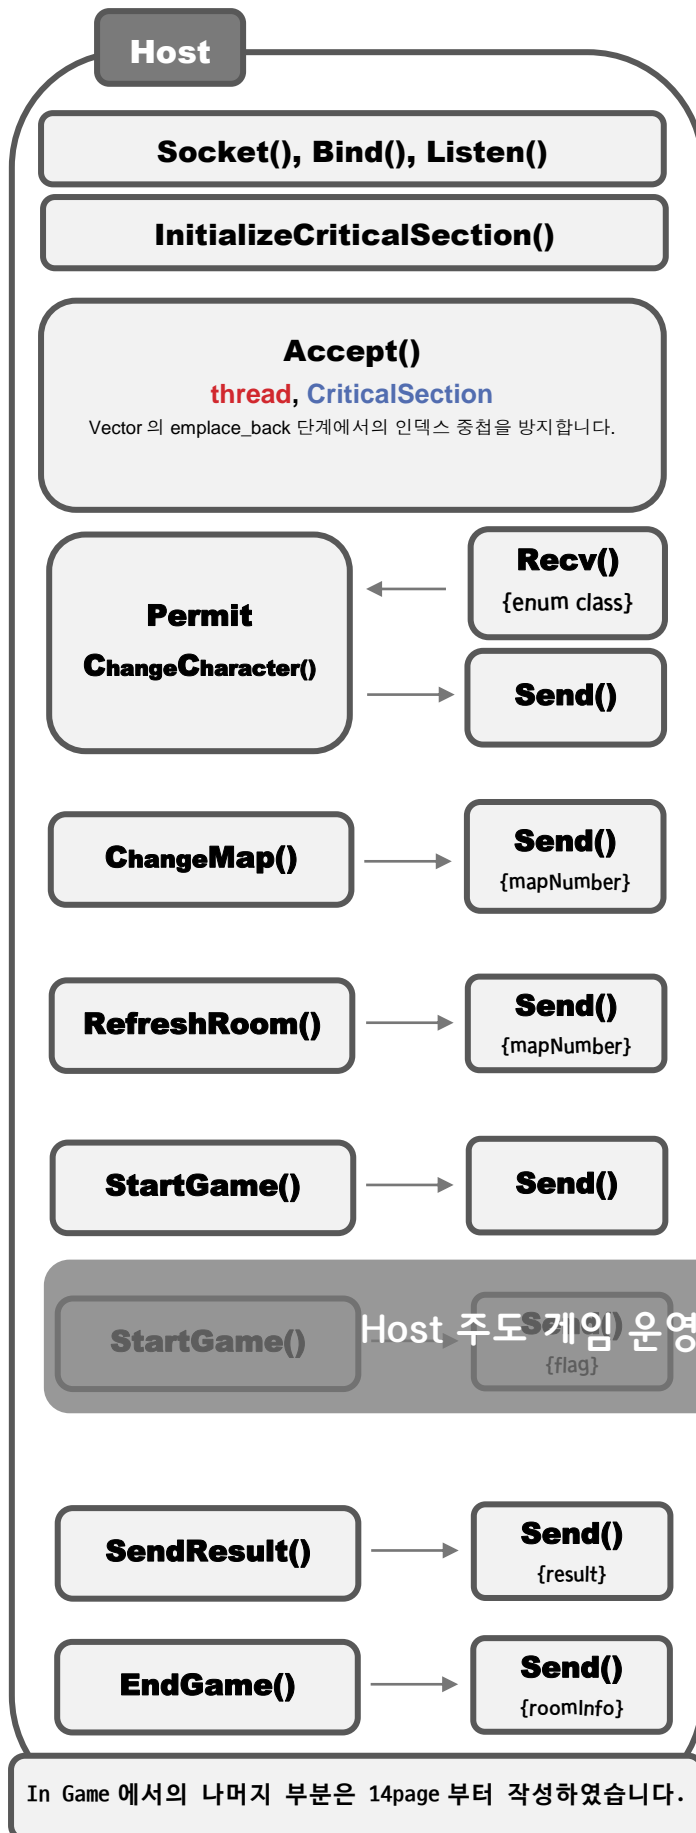 Host
Socket(), Bind(), Listen()
InitializeCriticalSection()
Accept()
thread, CriticalSection
Vector 의 emplace_back 단계에서의 인덱스 중첩을 방지합니다.
Recv()
{enum class}
Permit
ChangeCharacter()
Send()
ChangeMap()
Send()
{mapNumber}
RefreshRoom()
Send()
{mapNumber}
StartGame()
Send()
StartGame()
Host 주도 게임 운영
Send()
{flag}
SendResult()
Send()
{result}
EndGame()
Send()
{roomInfo}
In Game 에서의 나머지 부분은 14page 부터 작성하였습니다.